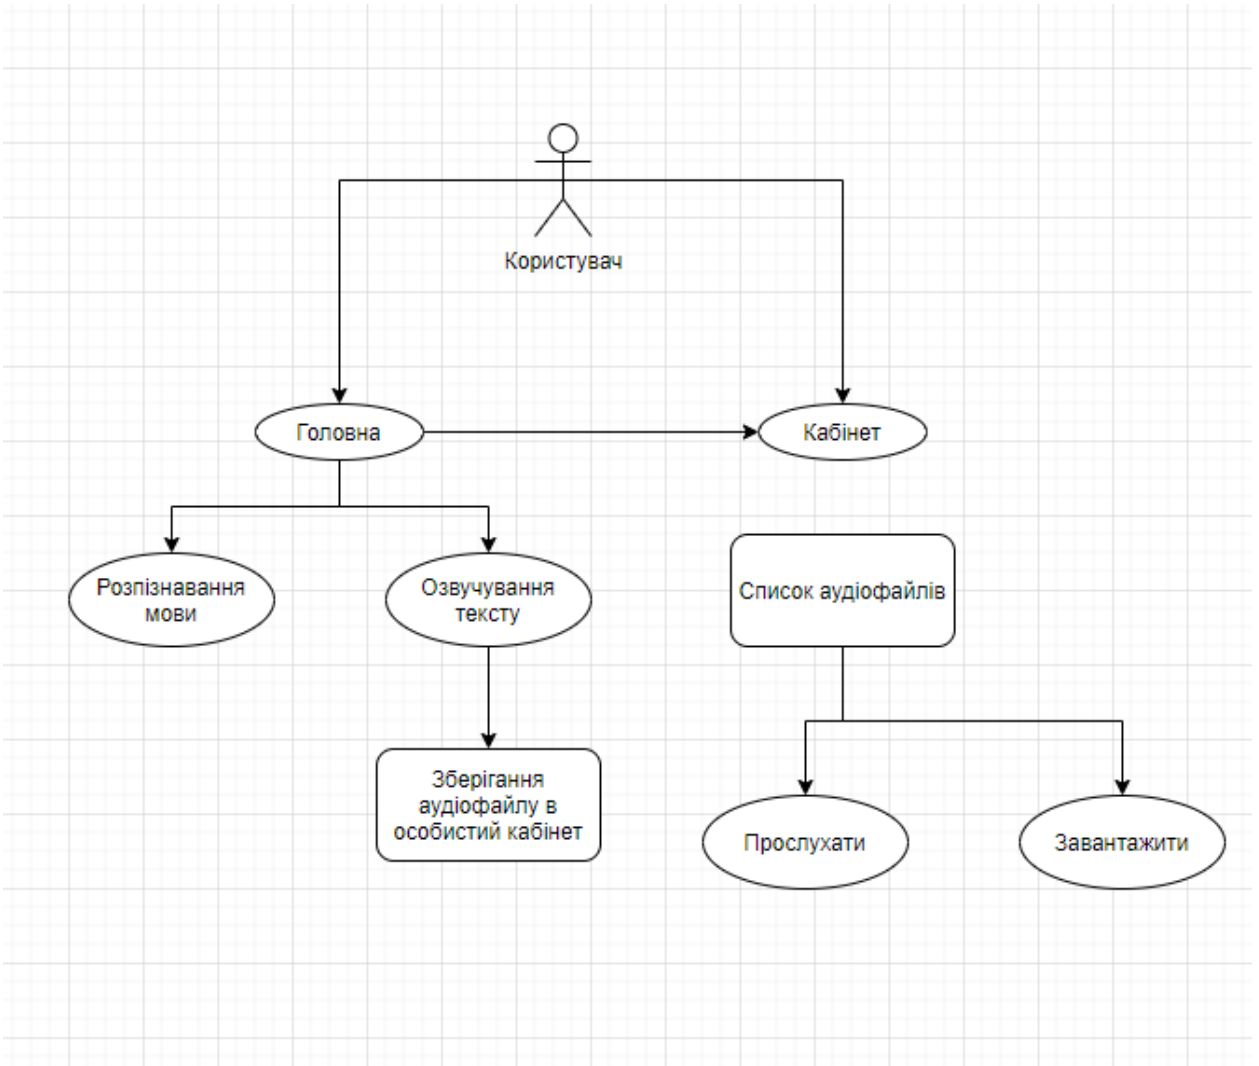 Користувач
Головна
Кабінет
Розпізнавання
мови
Озвучування
тексту
Список аудіофайлів
Зберігання
аудіофайлу в
особистий кабінет
Прослухати
Завантажити